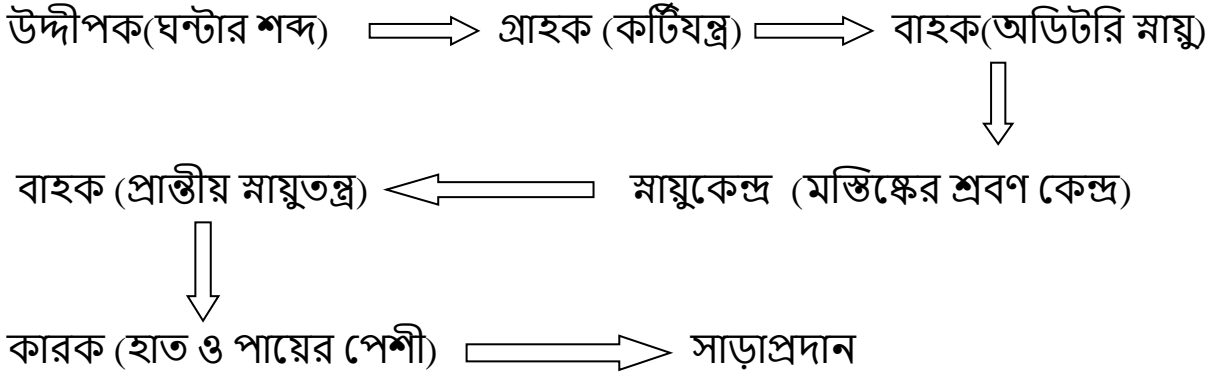 উদ্দীপক(ঘন্টার শব্দ) গ্রাহক (কর্টিযন্ত্র) বাহক(অডিটরি স্নায়ু)
বাহক (প্রান্তীয় স্নায়ুতন্ত্র) স্নায়ুকেন্দ্র (মস্তিষ্কের শ্রবণ কেন্দ্র)
কারক (হাত ও পায়ের পেশী) সাড়াপ্রদান